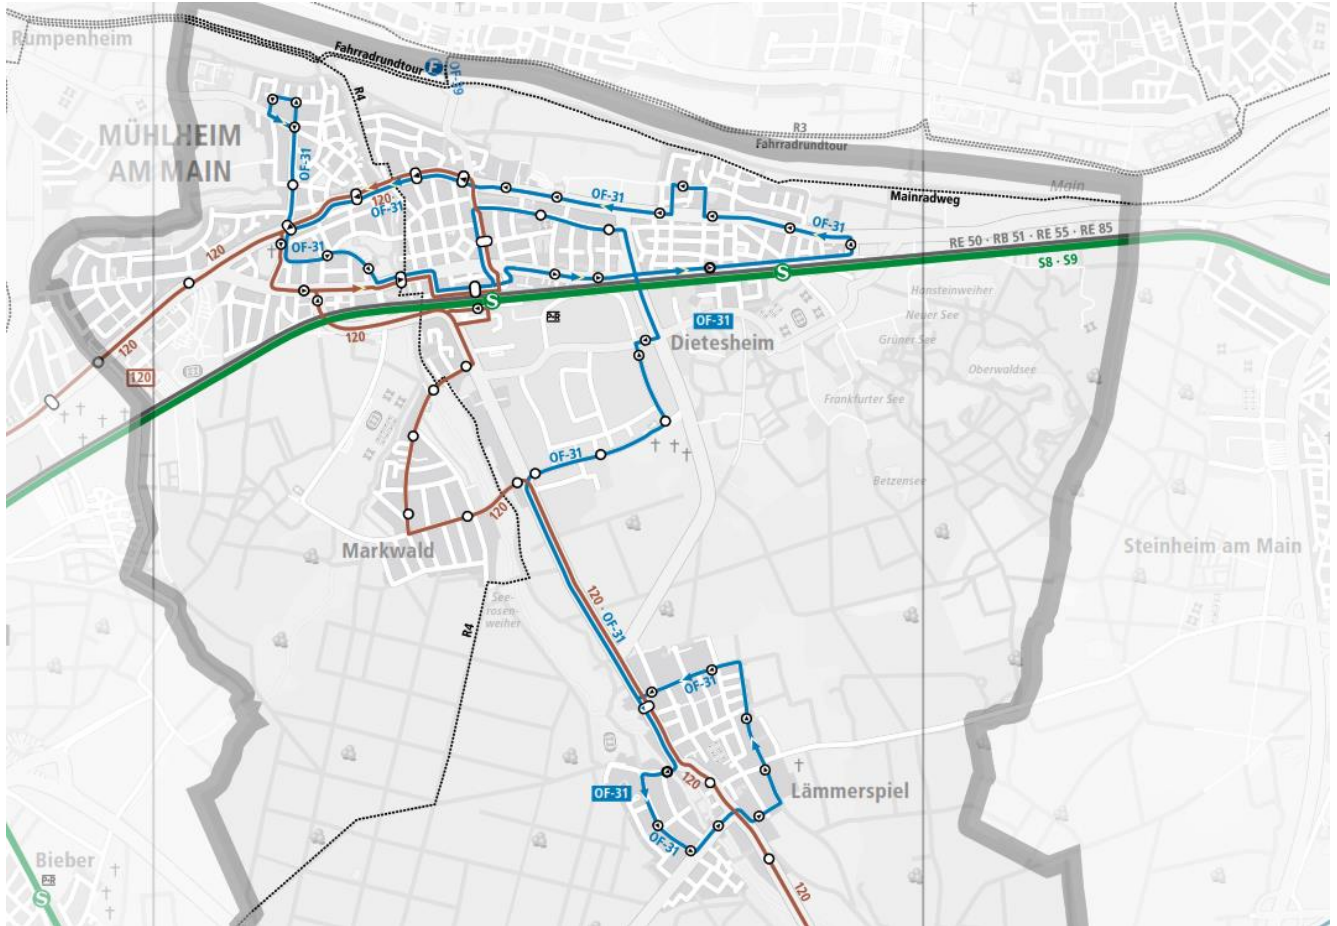 Rumpenheim
Fahrradrundtour
F
OF-39
R4
MÜHLHEIM
AM MAIN
R3
Fahrradrundtour
OF-31
Main
Mainradweg
120
OF-31
OF-31
OF-31
OF-31
120
RE 50 · RB 51 · RE 55 · RE 85
S8 · S9
S
S
Hansteinweiher
Neuer See
OF-31
Dietesheim
Grüner See
120
120
120
Oberwaldsee
Frankfurter See
OF-31
Betzensee
120
Markwald
Steinheim am Main
See-
rosen-
weiher
120 · OF-31
R4
OF-31
120
OF-31
Lämmerspiel
OF-31
Bieber
S
120